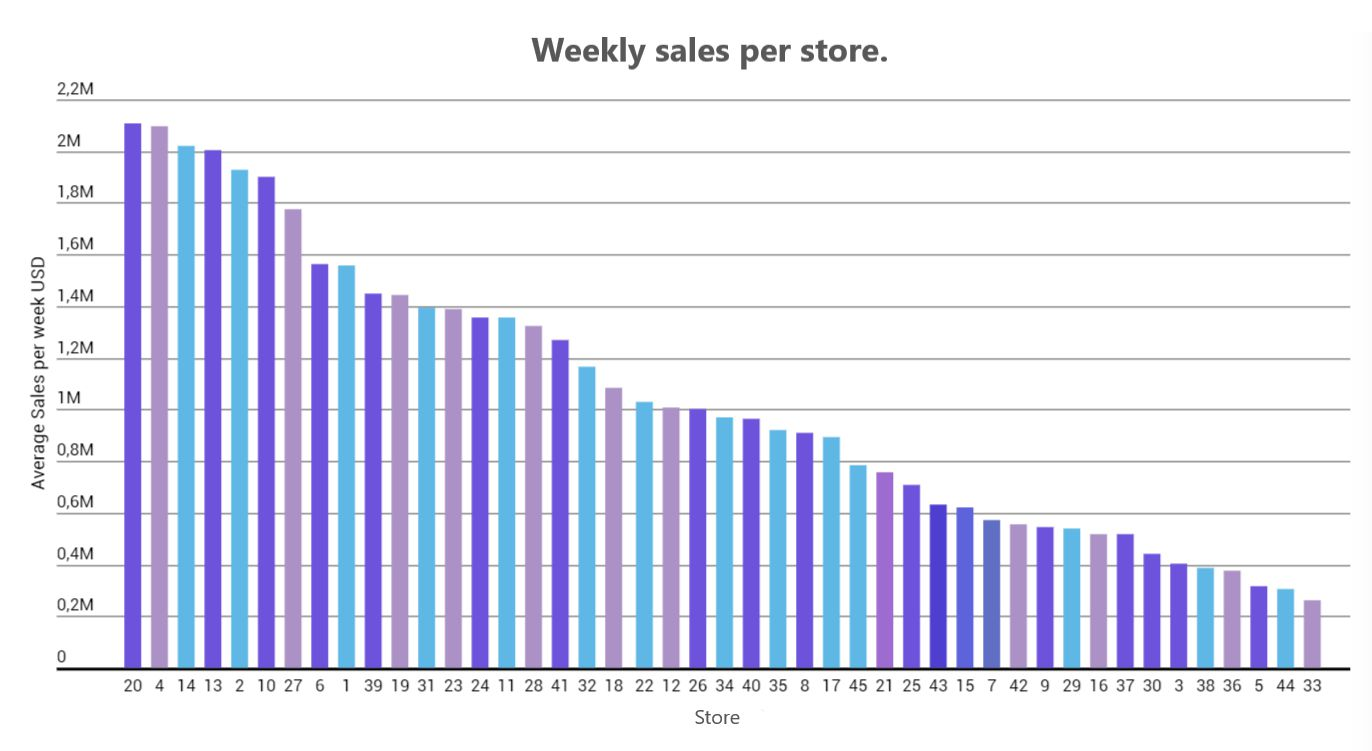 Weekly sales per store.
2,2M
2M
1,8M
1,6M
1,4M
1,2M
1M
0,8M
0,6M
0,4M
0,2M
0
Average Sales per week USD
20 4 14 13 2 10 27 6 1 39 19 31 23 24 11 28 41 32 18 22 12 26 34 40 35 8 17 45 21 25 43 15 7 42 9 29 16 37 30 3 38 36 5 44 33
Store